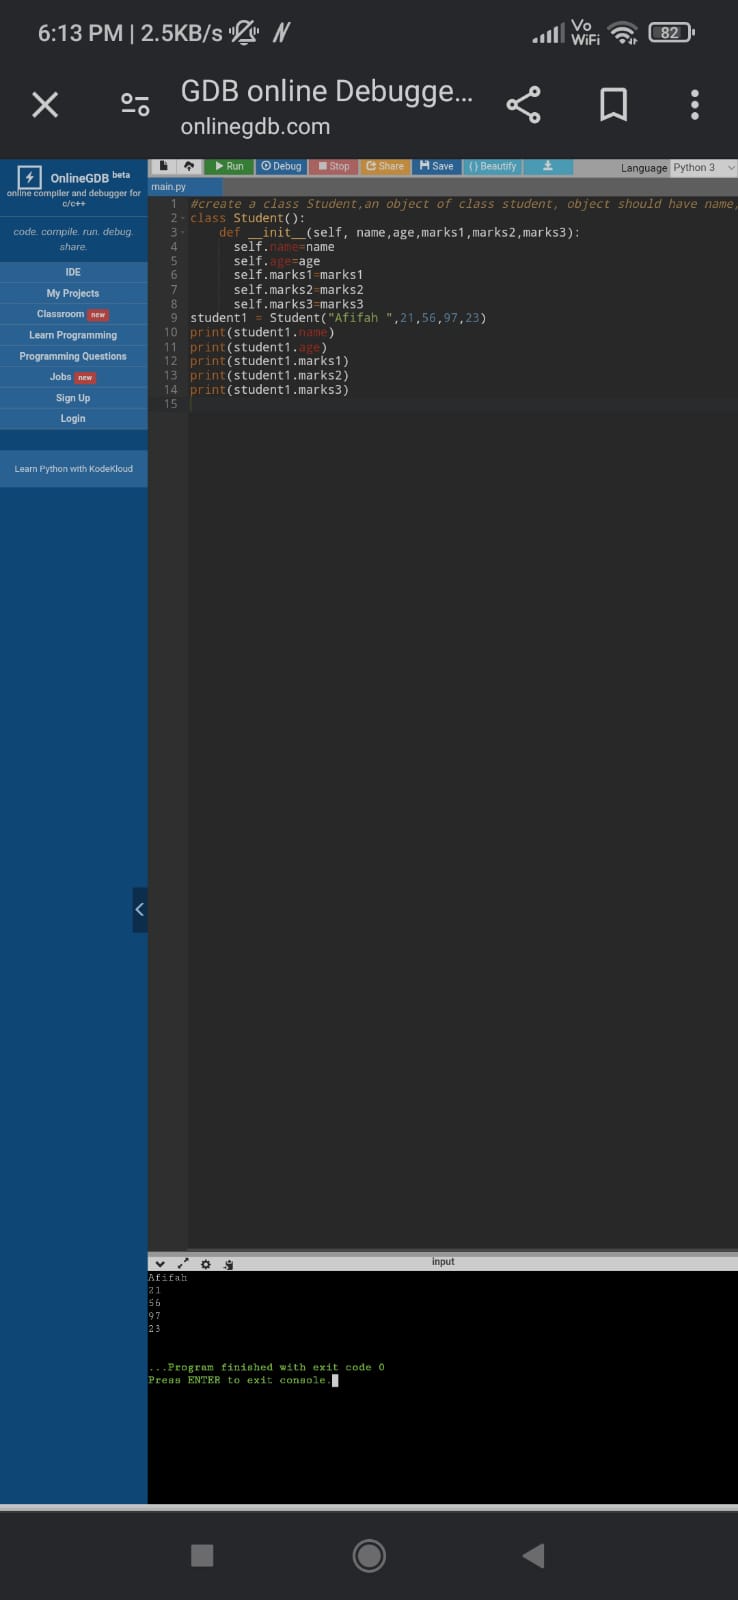 6:13 PM | 2.5KB/s
Vo
WiFi
82
GDB online Debugge...
onlinegdb.com
OnlineGDB beta
online compiler and debugger for
c/c++
code. compile. run. debug.
share.
IDE
My Projects
Classroom new
Learn Programming
Programming Questions
Jobs new
Sign Up
Login
Learn Python with KodeKloud
Run Debug Stop Share Save {} Beautify
Language Python 3
main.py
1 #create a class Student,an object of class student, object should have name,
2 class Student():
3 def __init__(self, name,age,marks1,marks2,marks3):
4 self.name=name
5 self.age=age
6 self.marks1=marks1
7 self.marks2=marks2
8 self.marks3=marks3
9 student1 = Student("Afifah ",21,56,97,23)
10 print(student1.name)
11 print(student1.age)
12 print(student1.marks1)
13 print(student1.marks2)
14 print(student1.marks3)
15
input
Afifah
21
56
97
23
...Program finished with exit code 0
Press ENTER to exit console.